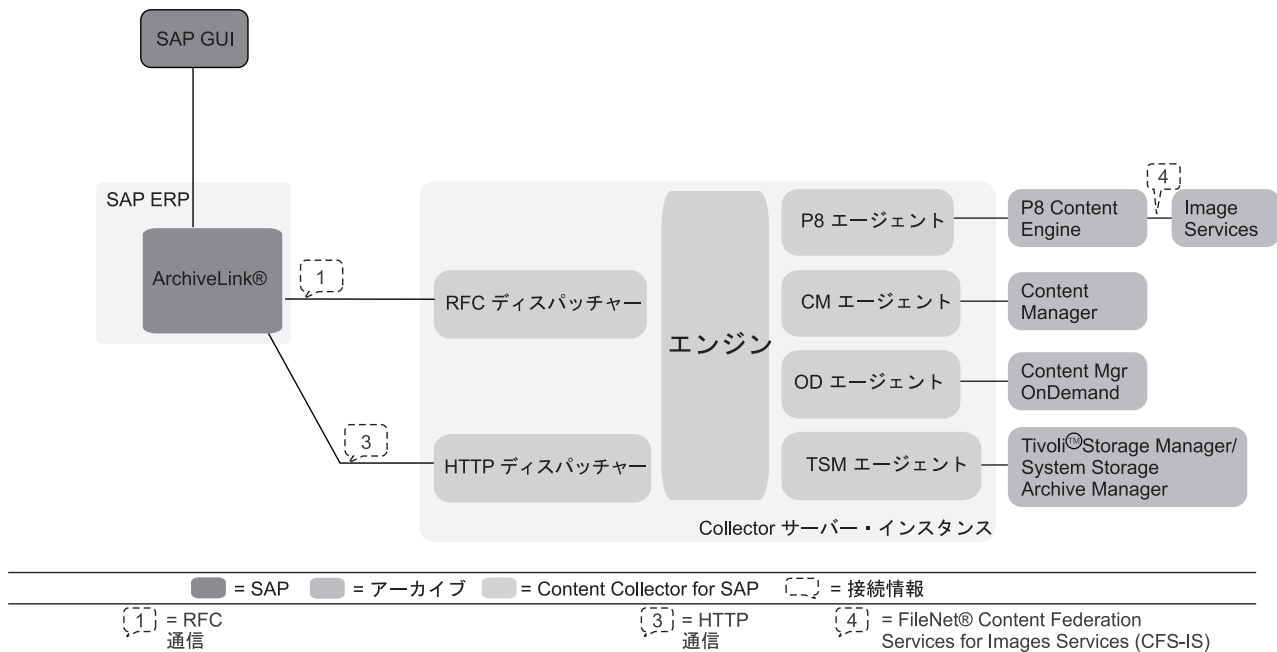 SAP GUI
SAP ERP
ArchiveLink®
1
3
RFC ディスパッチャー
HTTP ディスパッチャー
エンジン
P8 エージェント
CM エージェント
OD エージェント
TSM エージェント
Collector サーバー・インスタンス
P8 Content
Engine
4
Image
Services
Content
Manager
Content Mgr
OnDemand
Tivoli™Storage Manager/
System Storage
Archive Manager
= SAP
= アーカイブ
= Content Collector for SAP
= 接続情報
1 = RFC
通信
3 = HTTP
通信
4 = FileNet® Content Federation
Services for Images Services (CFS-IS)